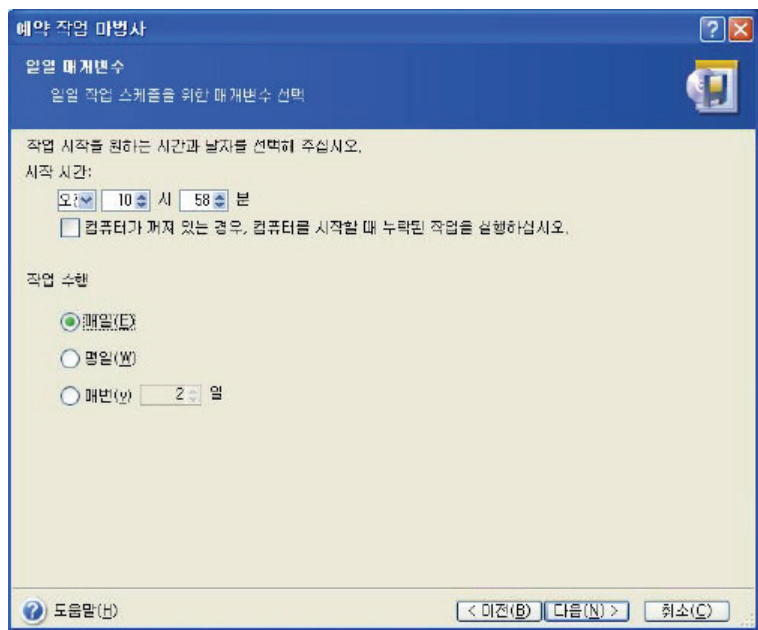 예약 작업 마법사
일일 매개변수
일일 작업 스케줄을 위한 매개변수 선택
작업 시작을 원하는 시간과 날자를 선택해 주십시오.
시작 시간:
10 시 58 분
컴퓨터가 꺼져 있는 경우, 컴퓨터를 시작할 때 누락된 작업을 실행하십시오.
작업 수행
매일(E)
평일(W)
매번(y) 2 일
도움말(H) < 이전(B) 다음(N) > 취소(C)